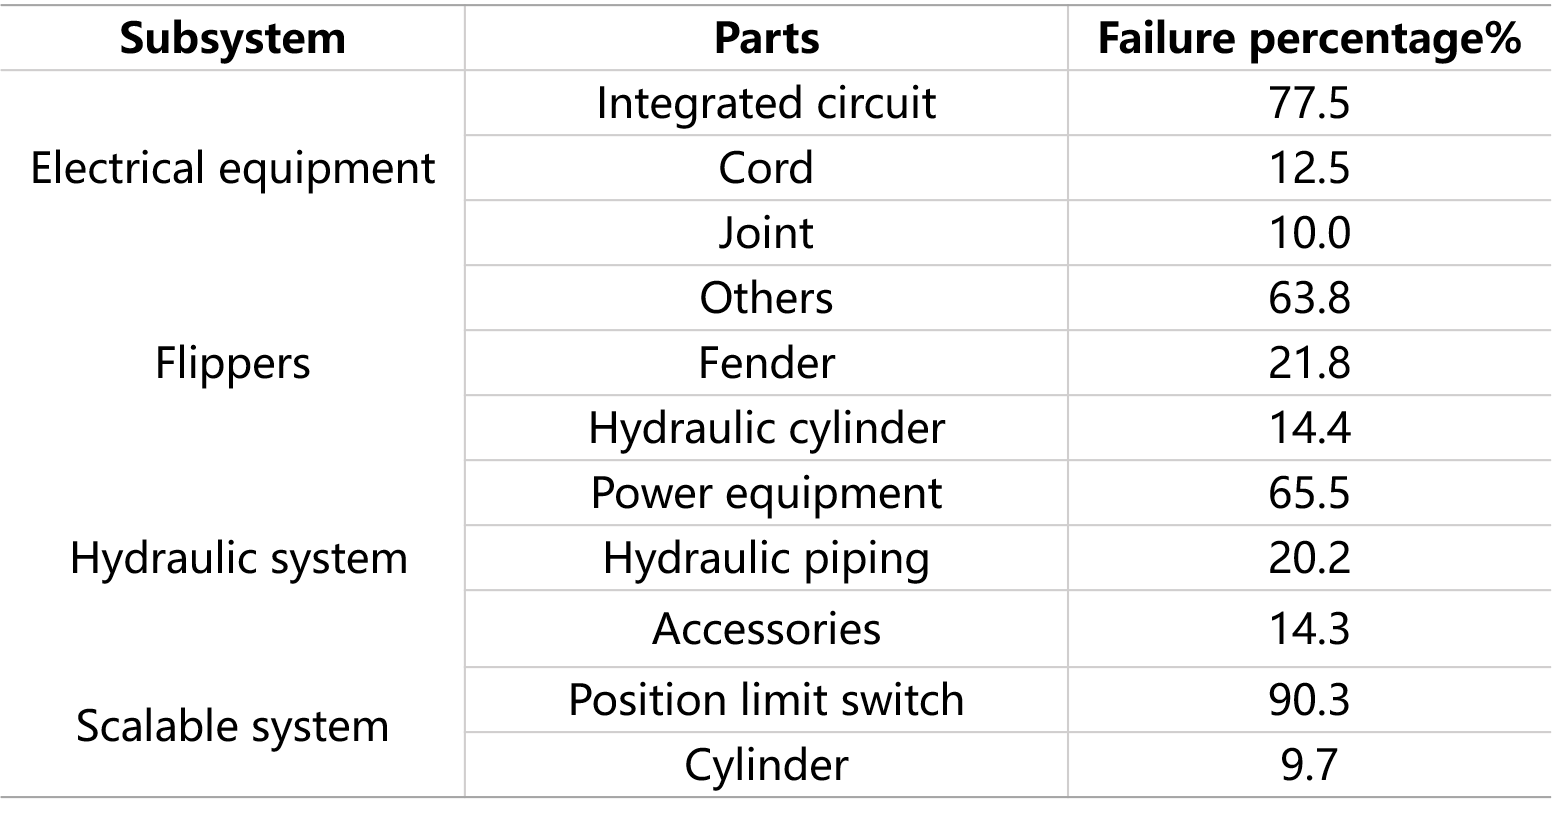 Subsystem Parts Failure percentage%
Electrical equipment Integrated circuit 77.5
Cord 12.5
Joint 10.0
Flippers Others 63.8
Fender 21.8
Hydraulic cylinder 14.4
Hydraulic system Power equipment 65.5
Hydraulic piping 20.2
Accessories 14.3
Scalable system Position limit switch 90.3
Cylinder 9.7